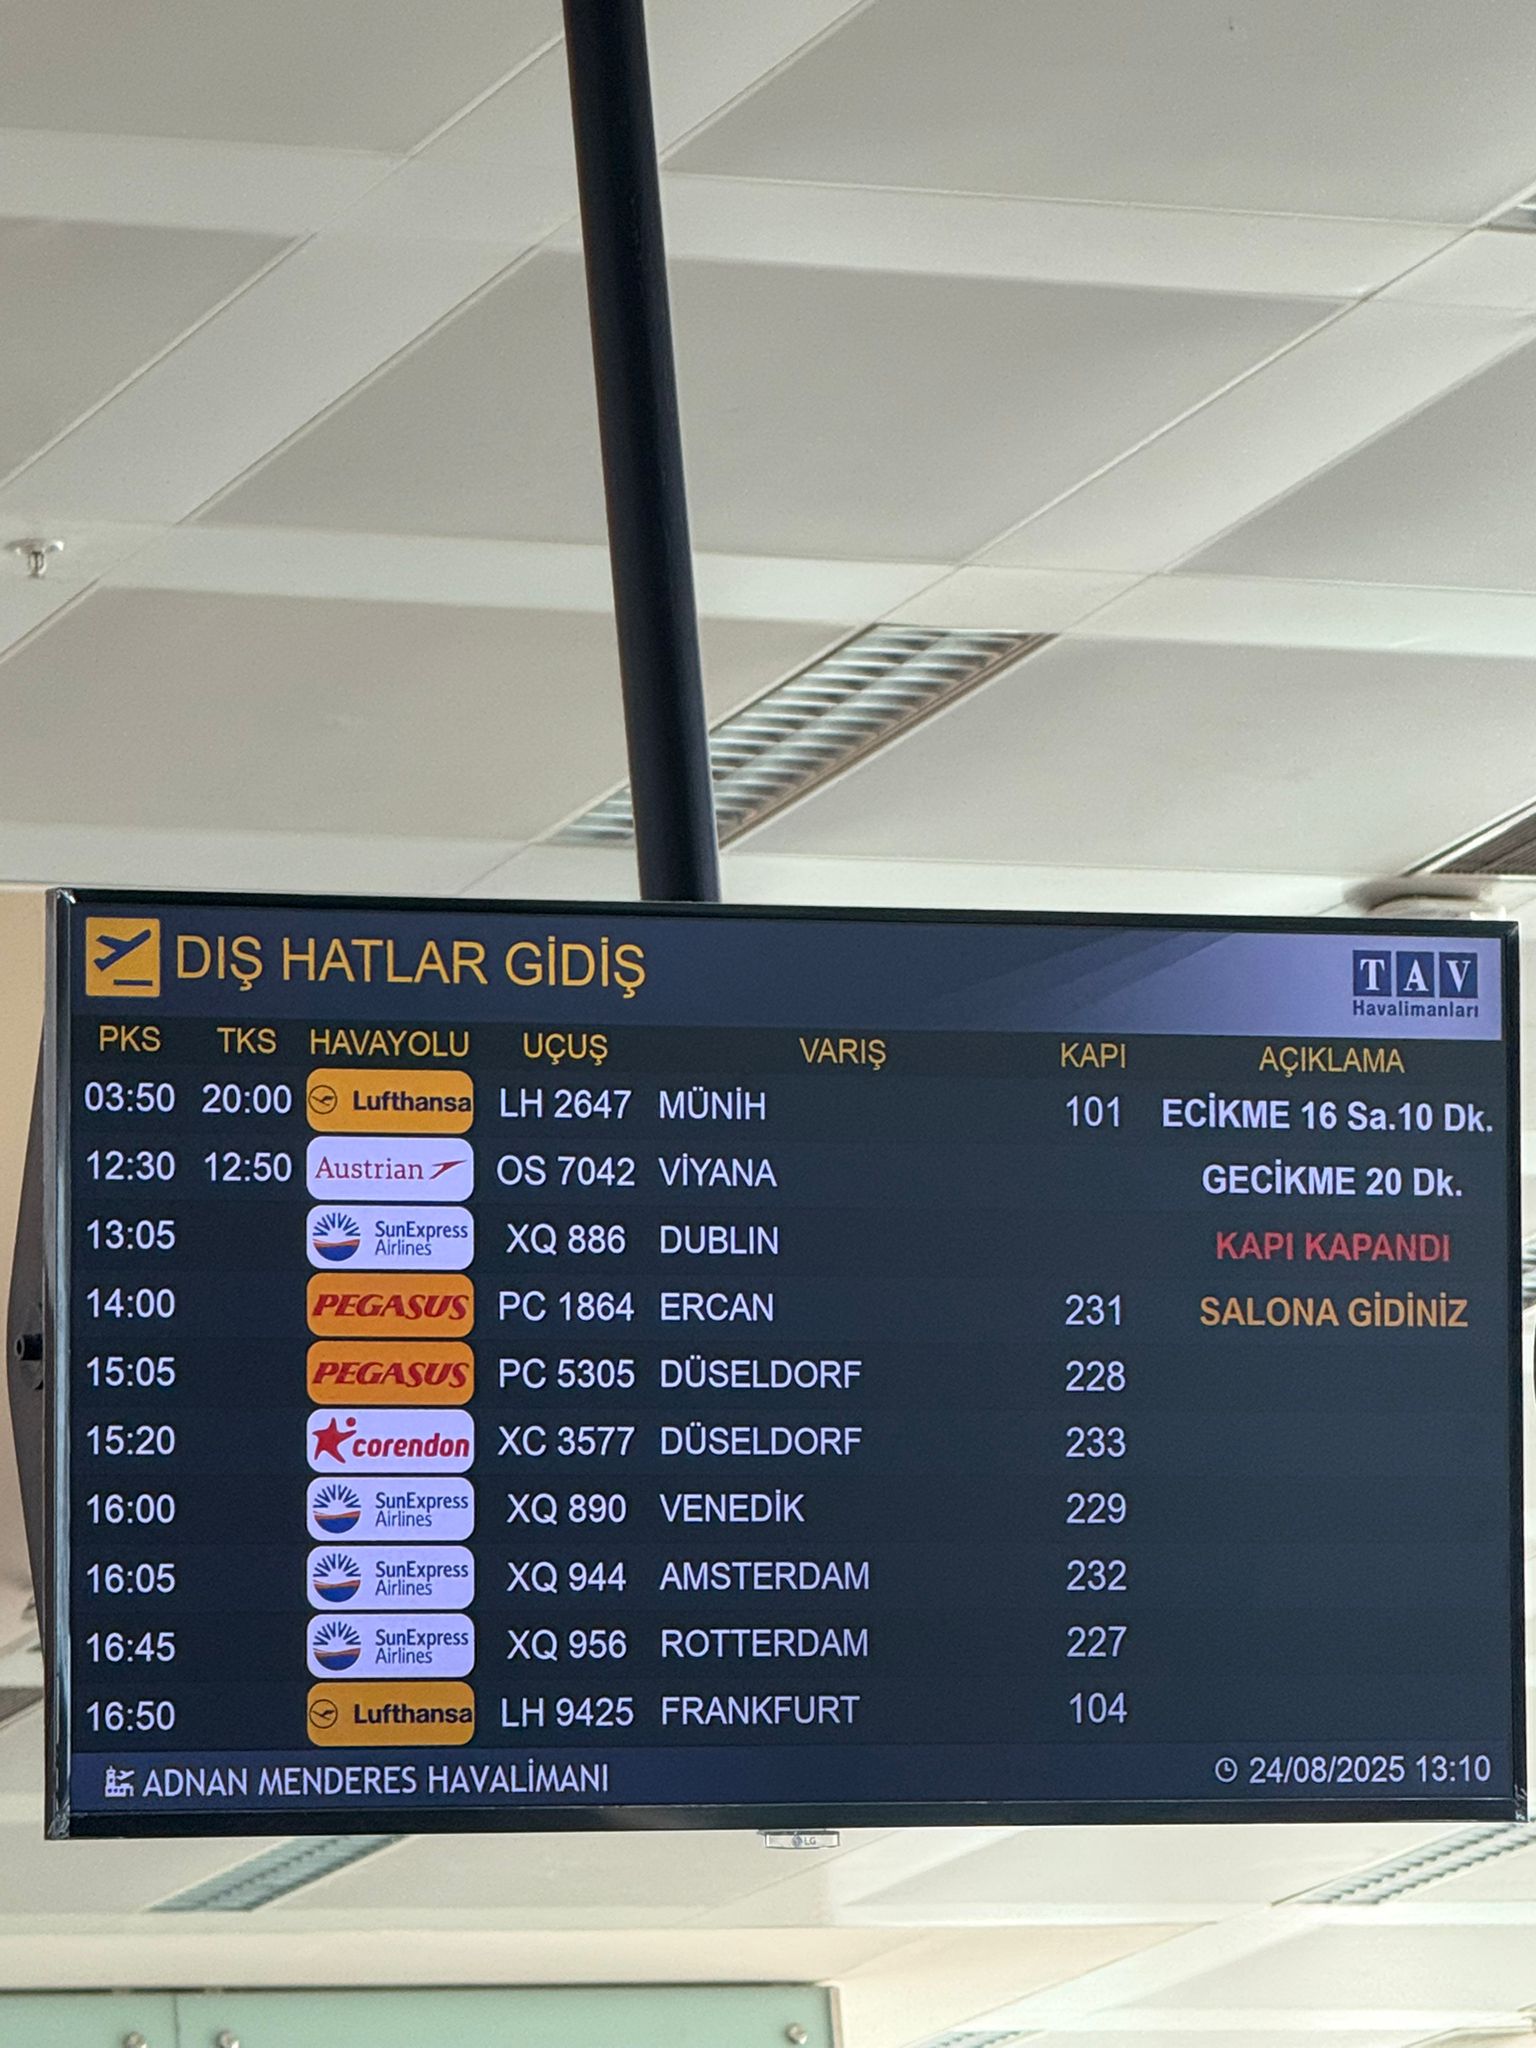 DIŞ HATLAR GİDİŞ
TAV
Havalimanları
PKS TKS HAVAYOLU UÇUŞ VARIŞ KAPI AÇIKLAMA
03:50 20:00 Lufthansa LH 2647 MÜNİH 101 ECİKME 16 Sa.10 Dk.
12:30 12:50 Austrian OS 7042 VİYANA GECİKME 20 Dk.
13:05 SunExpress Airlines XQ 886 DUBLIN KAPI KAPANDI
14:00 PEGASUS PC 1864 ERCAN 231 SALONA GİDİNİZ
15:05 PEGASUS PC 5305 DÜSELDORF 228
15:20 corendon XC 3577 DÜSELDORF 233
16:00 SunExpress Airlines XQ 890 VENEDİK 229
16:05 SunExpress Airlines XQ 944 AMSTERDAM 232
16:45 SunExpress Airlines XQ 956 ROTTERDAM 227
16:50 Lufthansa LH 9425 FRANKFURT 104
ADNAN MENDERES HAVALİMANI 24/08/2025 13:10
LG